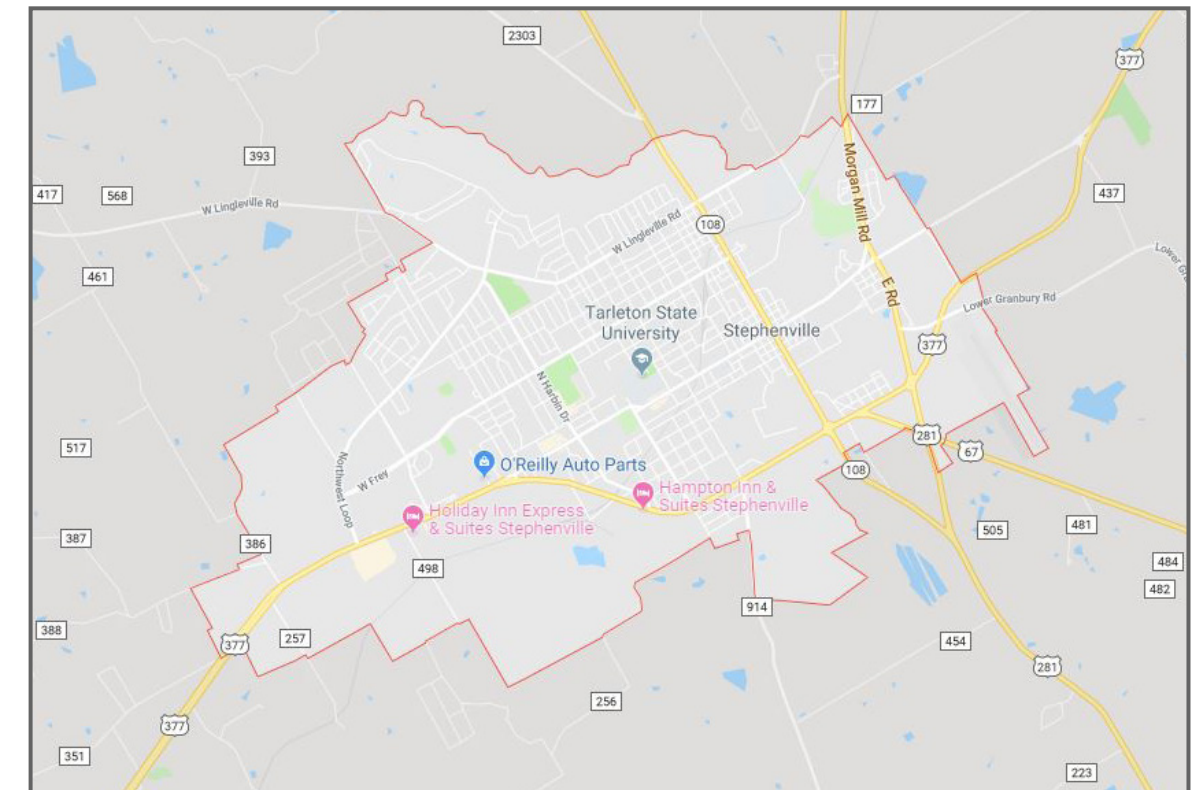 2303
377
177
393
Morgan Mill Rd
417
568
437
W Lingleville Rd
W Lingleville Rd
108
461
E Rd
Lower Granbury Rd
Tarleton State
University
Stephenville
377
N Harbin Dr
517
281
67
O'Reilly Auto Parts
108
Northwest Loop
W Frey
Hampton Inn &
Suites Stephenville
Holiday Inn Express
& Suites Stephenville
387
386
505
481
498
484
482
914
388
257
377
454
281
256
377
351
223